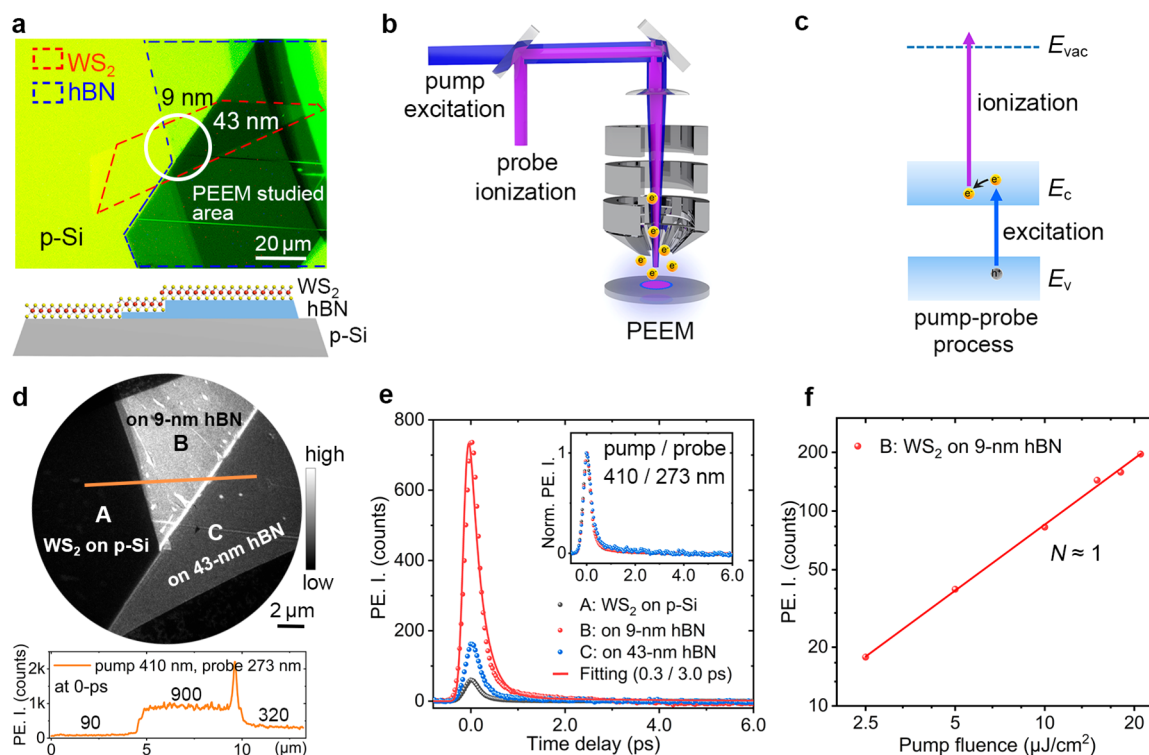 a
WS₂
hBN
9 nm
43 nm
PEEM studied
area
p-Si
20 μm
WS₂
hBN
p-Si
b
pump
excitation
probe
ionization
e⁻
e⁻
e⁻
e⁻
e⁻
e⁻
PEEM
c
Evac
ionization
e⁻
e⁻
Ec
excitation
h⁺
Ev
pump-probe
process
d
on 9-nm hBN
B
A
WS₂ on p-Si
C
on 43-nm hBN
high
low
2 μm
PE. I. (counts)
2k
1k
0
pump 410 nm, probe 273 nm
at 0-ps
90
900
320
5
10
(μm)
e
PE. I. (counts)
800
600
400
200
0
0.0
2.0
4.0
6.0
Time delay (ps)
Norm. PE. I.
1
0
pump / probe
410 / 273 nm
0.0
2.0
4.0
6.0
A: WS₂ on p-Si
B: on 9-nm hBN
C: on 43-nm hBN
Fitting (0.3 / 3.0 ps)
f
PE. I. (counts)
200
100
50
20
10
B: WS₂ on 9-nm hBN
N ≈ 1
2.5
5
10
20
Pump fluence (μJ/cm²)